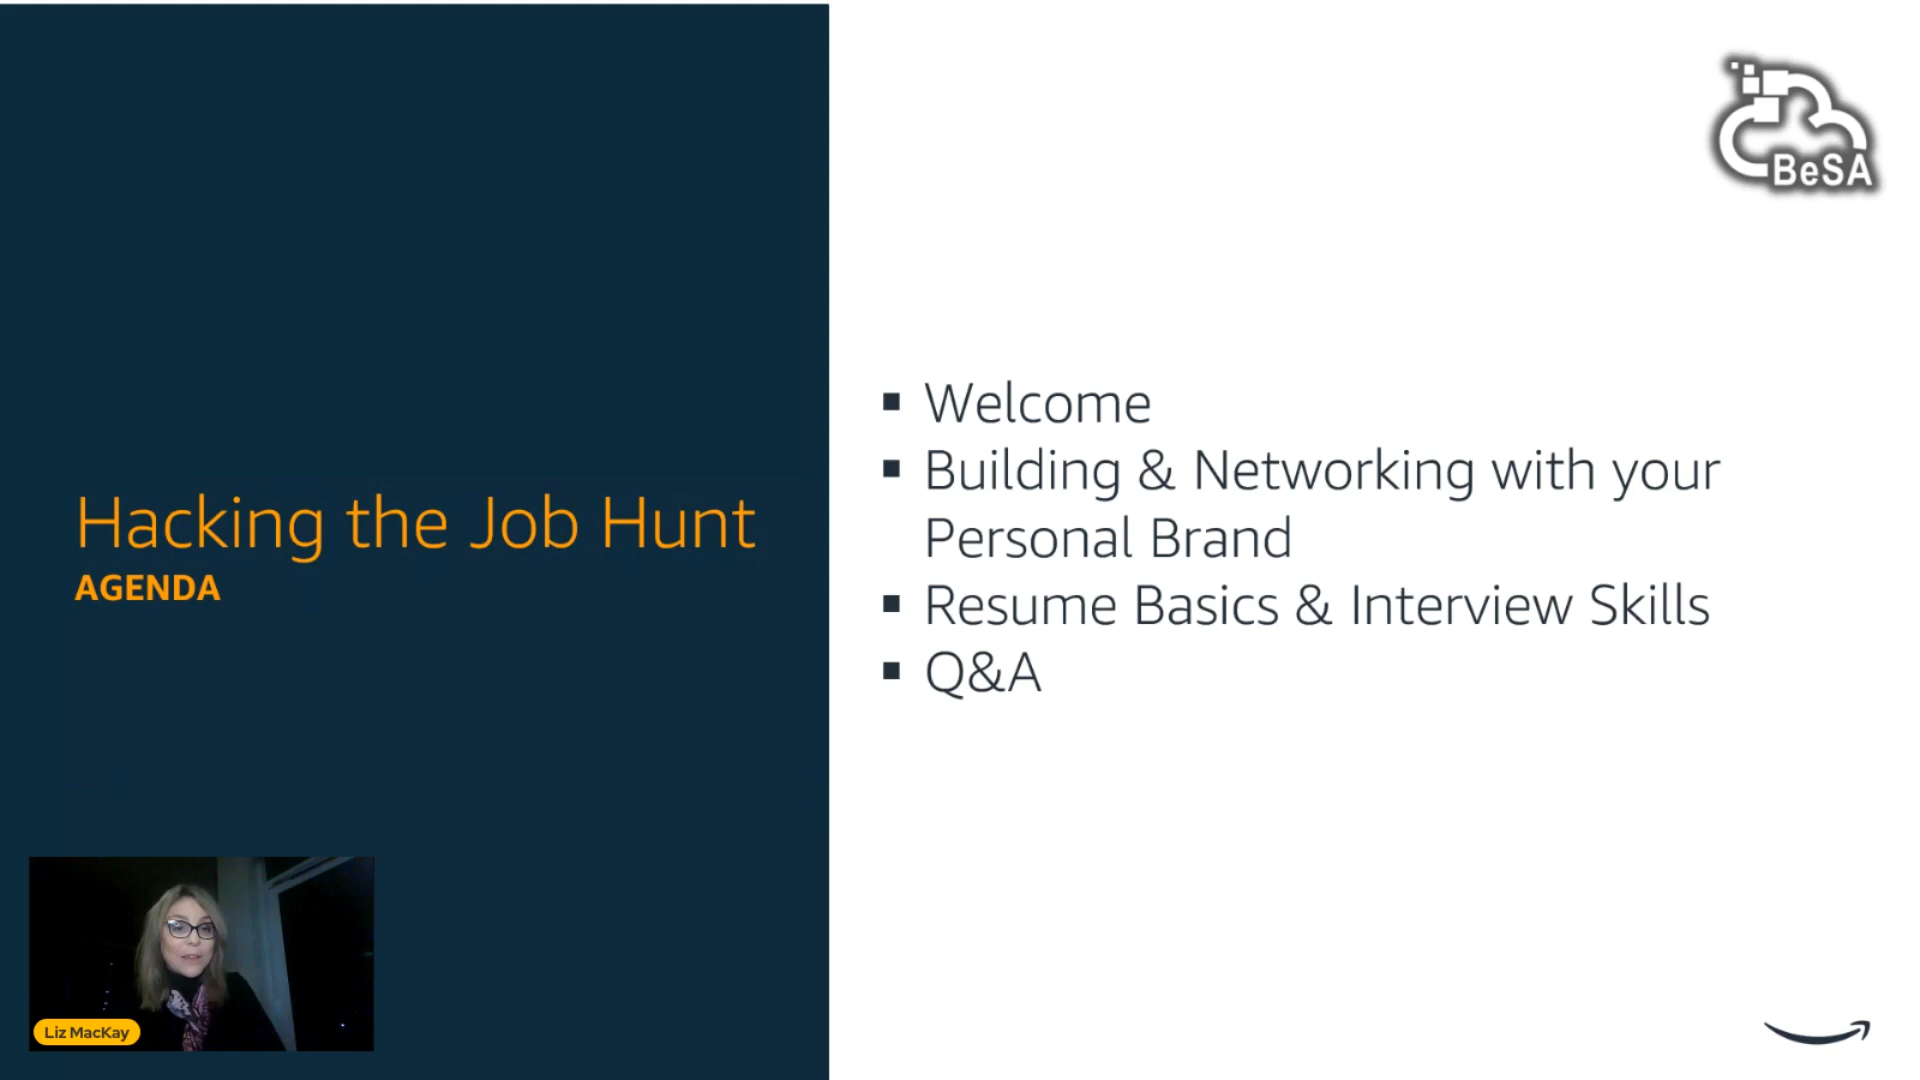 BeSA
Hacking the Job Hunt
AGENDA
▪ Welcome
▪ Building & Networking with your
Personal Brand
▪ Resume Basics & Interview Skills
▪ Q&A
Liz MacKay